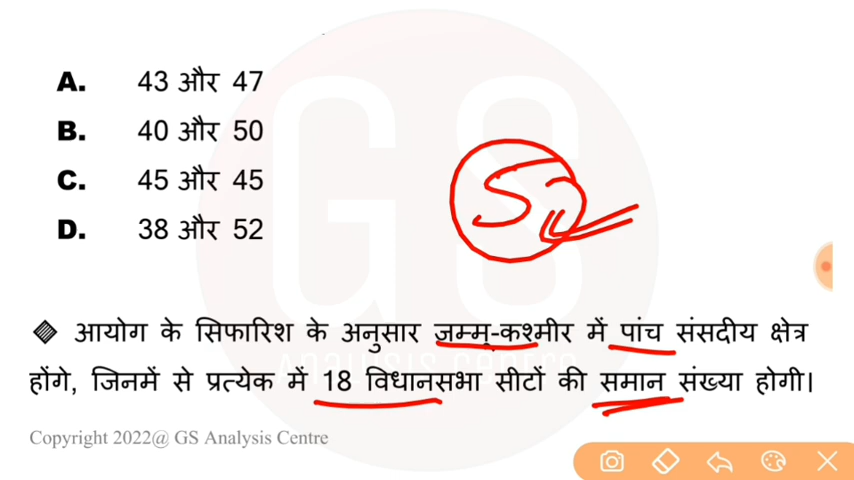 A. 43 और 47
B. 40 और 50
C. 45 और 45
D. 38 और 52
आयोग के सिफारिश के अनुसार जम्मू-कश्मीर में पांच संसदीय क्षेत्र
होंगे, जिनमें से प्रत्येक में 18 विधानसभा सीटों की समान संख्या होगी।
Copyright 2022@ GS Analysis Centre